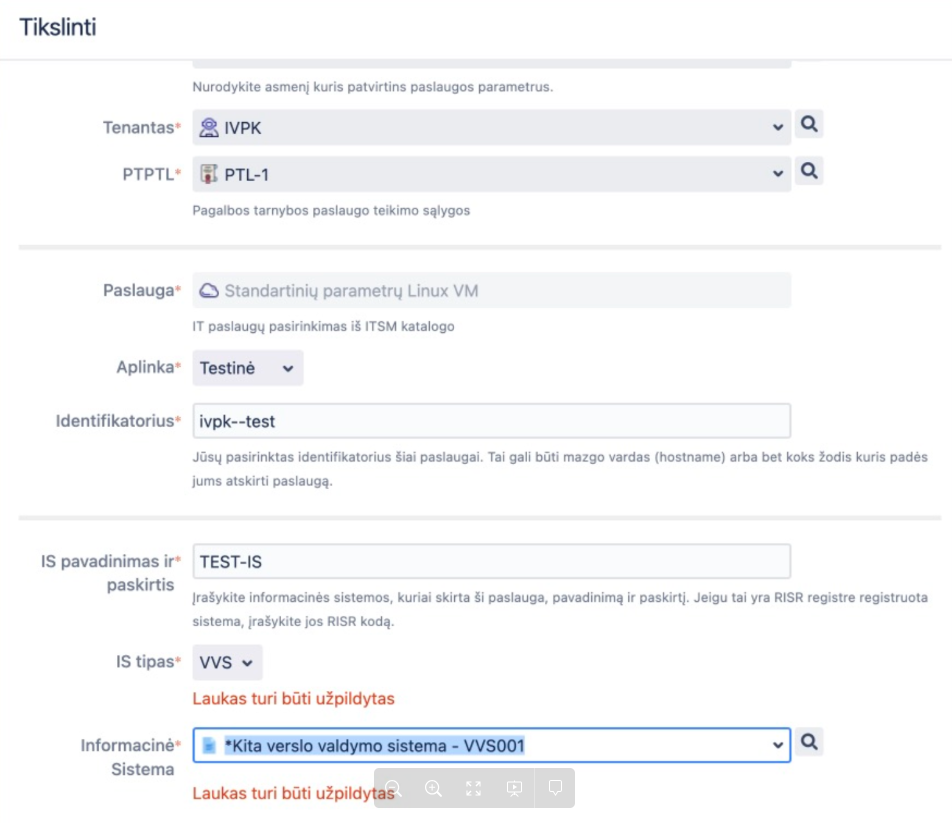 Tikslinti
Nurodykite asmenį kuris patvirtins paslaugos parametrus.
Tenantas* IVPK
PTPTL* PTL-1
Pagalbos tarnybos paslaugo teikimo sąlygos
Paslauga* Standartinių parametrų Linux VM
IT paslaugų pasirinkimas iš ITSM katalogo
Aplinka* Testinė
Identifikatorius* ivpk--test
Jūsų pasirinktas identifikatorius šiai paslaugai. Tai gali būti mazgo vardas (hostname) arba bet koks žodis kuris padės
jums atskirti paslaugą.
IS pavadinimas ir* TEST-IS
paskirtis
Įrašykite informacinės sistemos, kuriai skirta ši paslauga, pavadinimą ir paskirtį. Jeigu tai yra RISR registre registruota
sistema, įrašykite jos RISR kodą.
IS tipas* VVS
Laukas turi būti užpildytas
Informacinė* *Kita verslo valdymo sistema - VVS001
Sistema
Laukas turi būti užpildytas